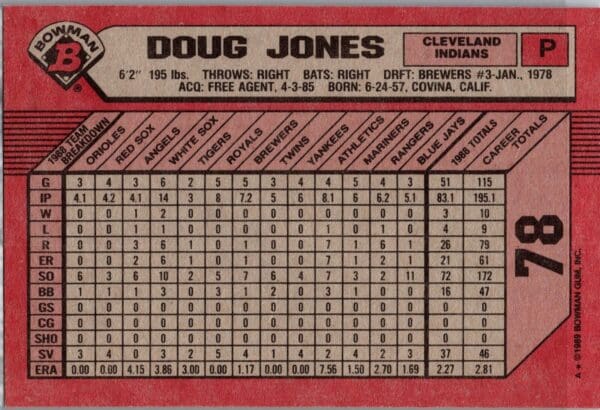 BOWMAN
B
®
DOUG JONES
CLEVELAND
INDIANS
P
6'2" 195 lbs. THROWS: RIGHT BATS: RIGHT DRFT: BREWERS #3-JAN., 1978
ACQ: FREE AGENT, 4-3-85 BORN: 6-24-57, COVINA, CALIF.
1988 TEAM
BREAKDOWN
ORIOLES
RED SOX
ANGELS
WHITE SOX
TIGERS
ROYALS
BREWERS
TWINS
YANKEES
ATHLETICS
MARINERS
RANGERS
BLUE JAYS
1988 TOTALS
CAREER TOTALS
G 3 4 3 6 2 5 5 3 4 4 5 4 3 51 115
IP 4.1 4.2 4.1 14 3 8 7.2 5 6 8.1 6 6.2 5.1 83.1 195.1
W 0 0 1 0 0 0 0 0 0 1 0 1 0 3 10
L 0 0 1 1 0 1 0 0 0 1 0 0 0 4 9
R 0 0 3 6 1 0 1 0 0 7 1 6 1 26 79
ER 0 0 2 6 1 0 1 0 0 7 1 2 1 21 61
SO 6 3 6 10 2 5 7 6 4 7 3 2 11 72 172
BB 1 1 1 3 0 3 1 2 0 3 1 0 0 16 47
GS 0 0 0 0 0 0 0 0 0 0 0 0 0 0 0
CG 0 0 0 0 0 0 0 0 0 0 0 0 0 0 0
SHO 0 0 0 0 0 0 0 0 0 0 0 0 0 0 0
SV 3 4 0 3 2 5 4 1 4 4 3 2 2 37 46
ERA 0.00 0.00 4.15 3.86 3.00 0.00 1.17 0.00 0.00 7.56 1.50 2.70 1.69 2.27 2.81
78
A * ©1989 BOWMAN GUM, INC.